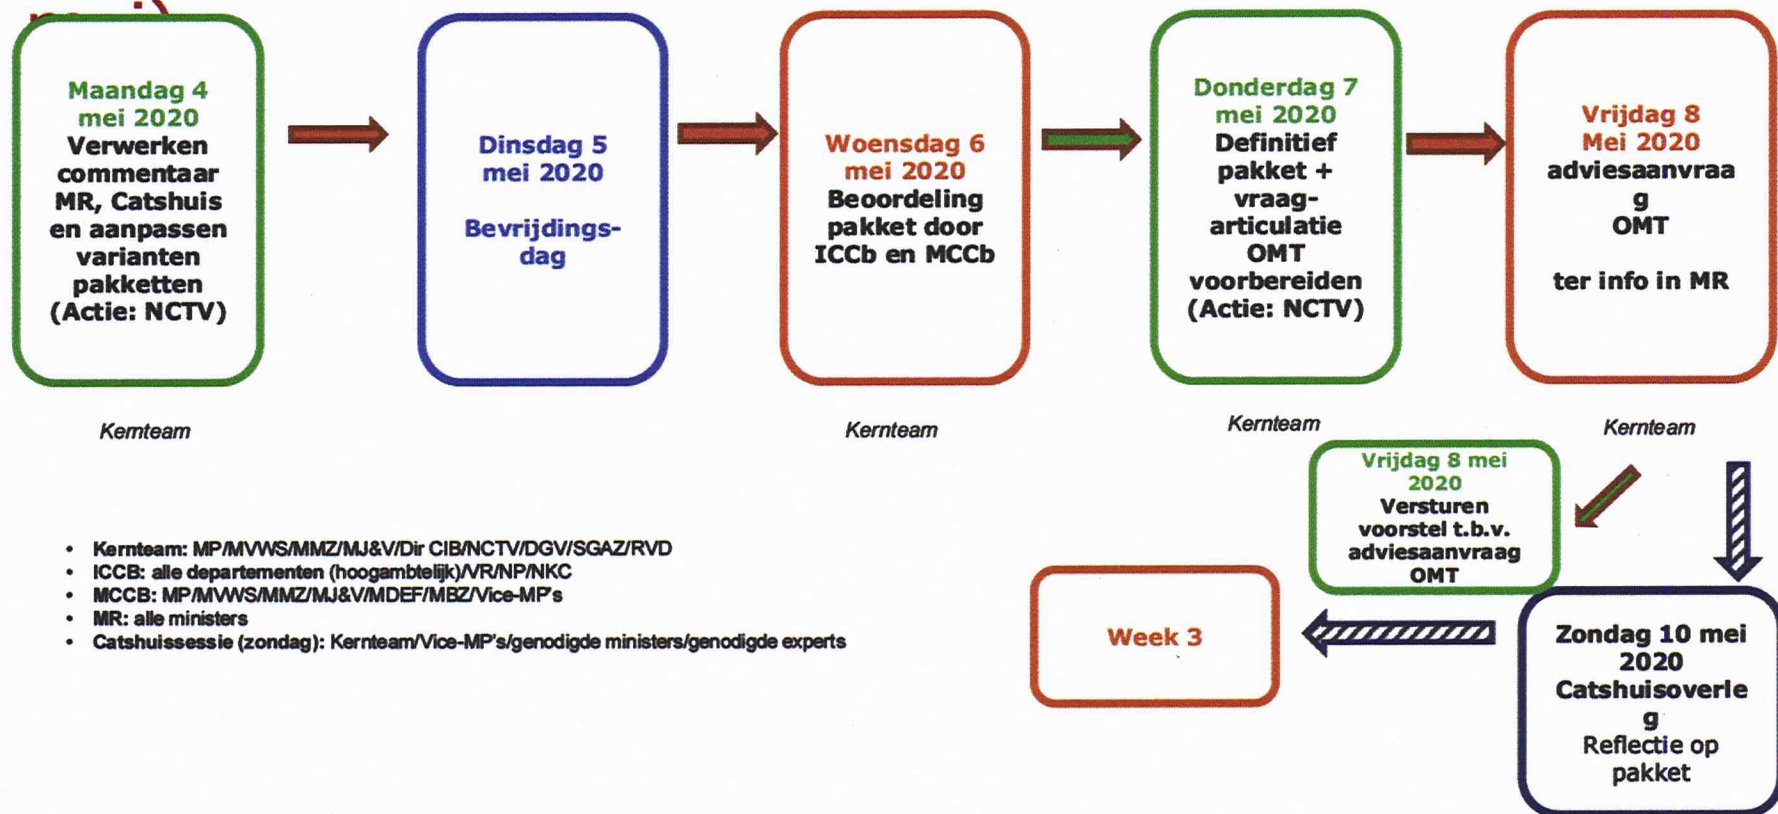 Maandag 4
mei 2020
Verwerken
commentaar
MR, Catshuis
en aanpassen
varianten
pakketten
(Actie: NCTV)
Kernteam
Dinsdag 5
mei 2020
Bevrijdings-
dag
Woensdag 6
mei 2020
Beoordeling
pakket door
ICCb en MCCb
Kernteam
Donderdag 7
mei 2020
Definitief
pakket +
vraag-
articulatie
OMT
voorbereiden
(Actie: NCTV)
Kernteam
Vrijdag 8
Mei 2020
adviesaanvraa
g
OMT
ter info in MR
Kernteam
Vrijdag 8 mei
2020
Versturen
voorstel t.b.v.
adviesaanvraag
OMT
Zondag 10 mei
2020
Catshuisoverle
g
Reflectie op
pakket
Week 3
• Kernteam: MP/MVWS/MMZ/MJ&V/Dir CIB/NCTV/DGV/SGAZ/RVD
• ICCB: alle departementen (hoogambtelijk)/VR/NP/NKC
• MCCB: MP/MVWS/MMZ/MJ&V/MDEF/MBZ/Vice-MP's
• MR: alle ministers
• Catshuissessie (zondag): Kernteam/Vice-MP's/genodigde ministers/genodigde experts